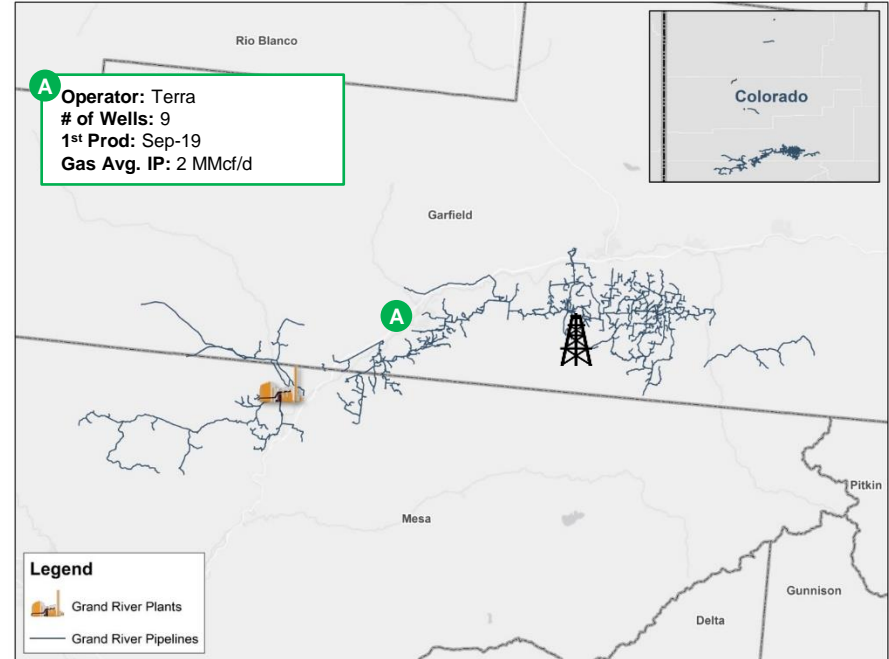 Rio Blanco
A
Operator: Terra
# of Wells: 9
1st Prod: Sep-19
Gas Avg. IP: 2 MMcf/d
Colorado
Garfield
A
Pitkin
Mesa
Gunnison
Delta
Legend
Grand River Plants
Grand River Pipelines